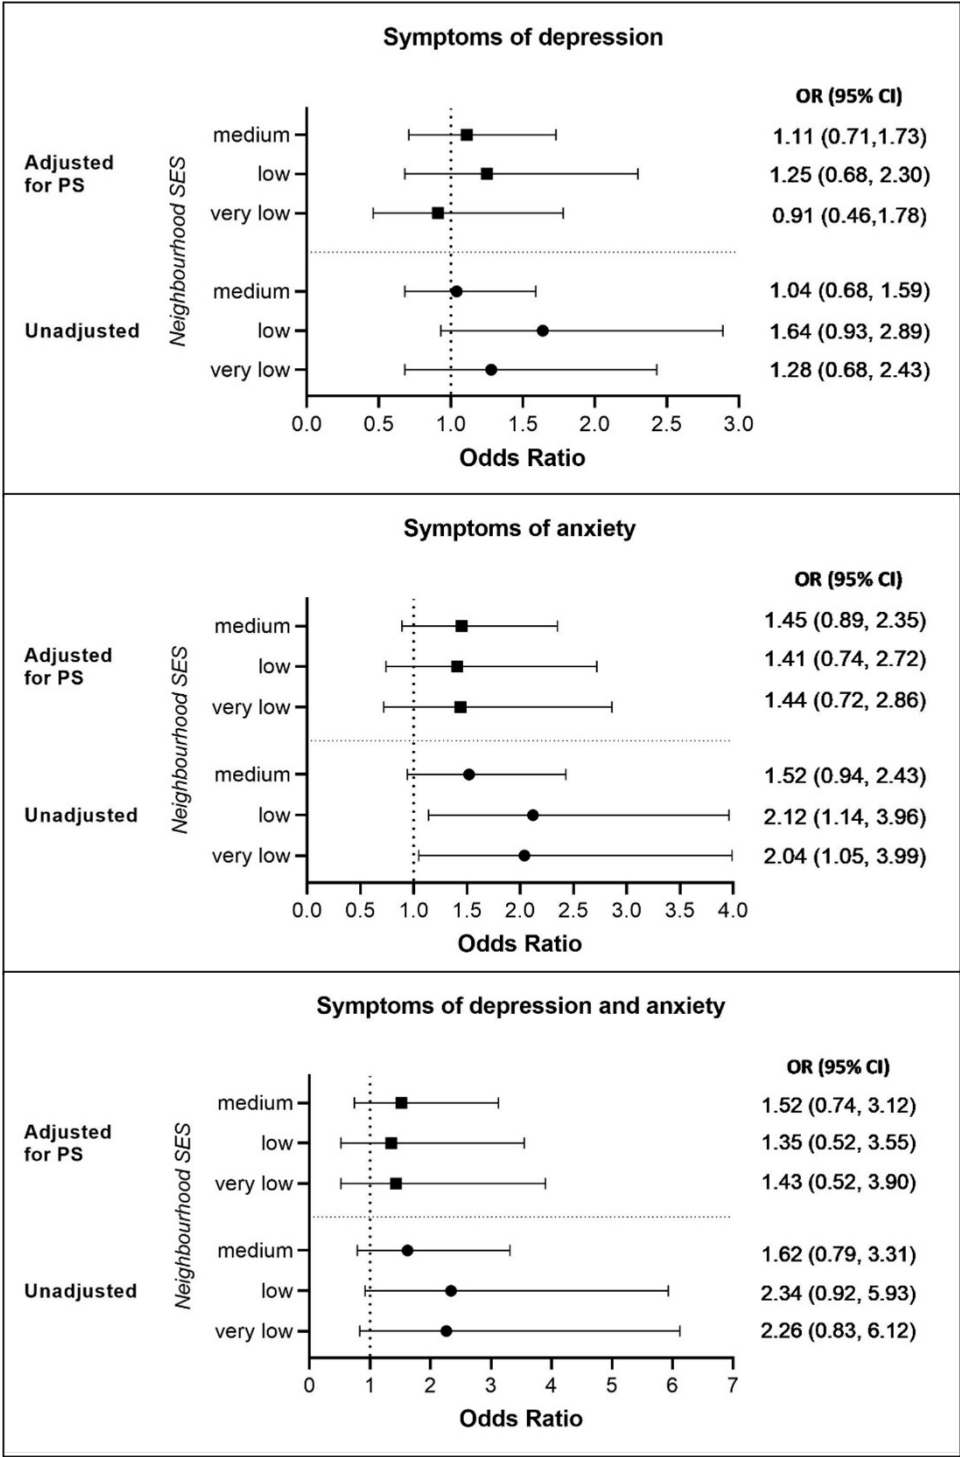 Symptoms of depression
OR (95% CI)
Adjusted
for PS
Neighbourhood SES
medium 1.11 (0.71,1.73)
low 1.25 (0.68, 2.30)
very low 0.91 (0.46,1.78)
Unadjusted
medium 1.04 (0.68, 1.59)
low 1.64 (0.93, 2.89)
very low 1.28 (0.68, 2.43)
0.0 0.5 1.0 1.5 2.0 2.5 3.0
Odds Ratio
Symptoms of anxiety
OR (95% CI)
Adjusted
for PS
Neighbourhood SES
medium 1.45 (0.89, 2.35)
low 1.41 (0.74, 2.72)
very low 1.44 (0.72, 2.86)
Unadjusted
medium 1.52 (0.94, 2.43)
low 2.12 (1.14, 3.96)
very low 2.04 (1.05, 3.99)
0.0 0.5 1.0 1.5 2.0 2.5 3.0 3.5 4.0
Odds Ratio
Symptoms of depression and anxiety
OR (95% CI)
Adjusted
for PS
Neighbourhood SES
medium 1.52 (0.74, 3.12)
low 1.35 (0.52, 3.55)
very low 1.43 (0.52, 3.90)
Unadjusted
medium 1.62 (0.79, 3.31)
low 2.34 (0.92, 5.93)
very low 2.26 (0.83, 6.12)
0 1 2 3 4 5 6 7
Odds Ratio